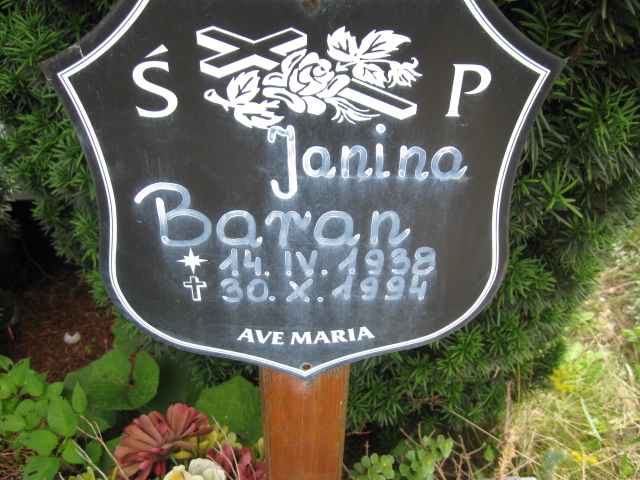 Ś P
Janina
Baran
14. IV. 1938
30. X. 1994
AVE MARIA